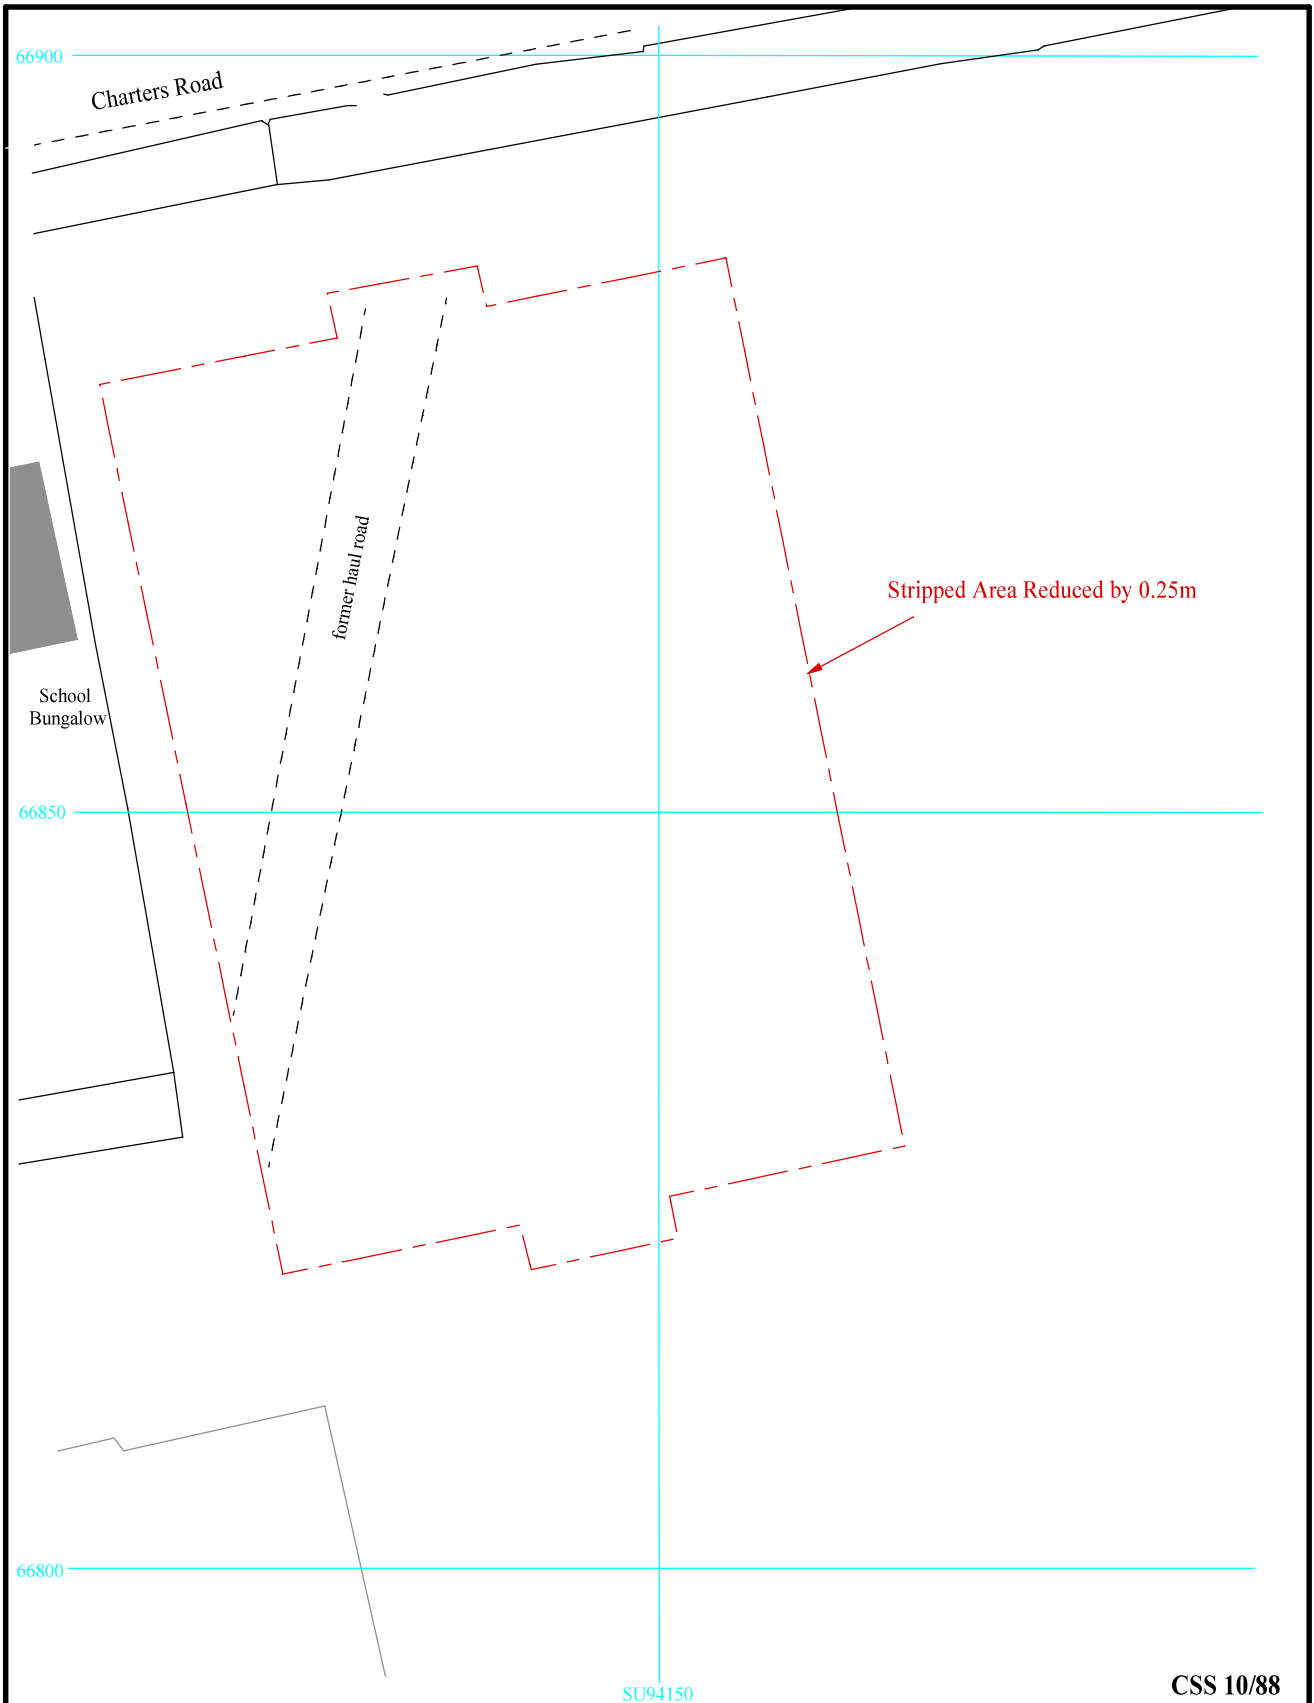 66900
Charters Road
former haul road
Stripped Area Reduced by 0.25m
School
Bungalow
66850
66800
CSS 10/88
SU94150